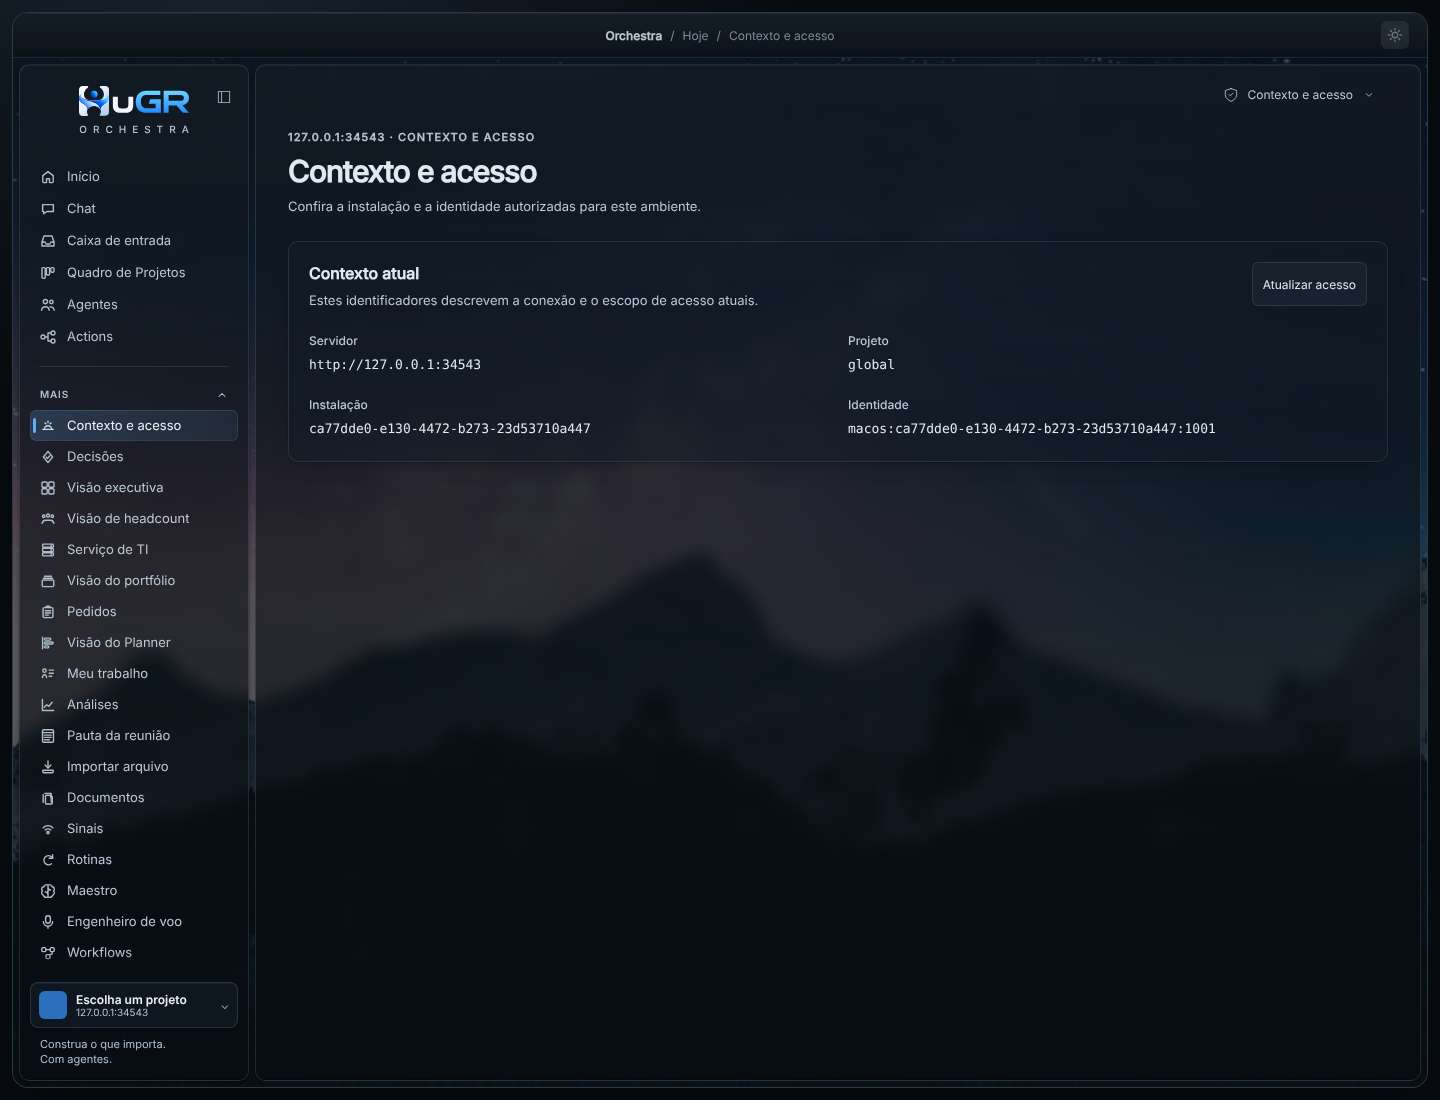 Orchestra / Hoje / Contexto e acesso
HuGR
ORCHESTRA
Início
Chat
Caixa de entrada
Quadro de Projetos
Agentes
Actions
MAIS
Contexto e acesso
Decisões
Visão executiva
Visão de headcount
Serviço de TI
Visão do portfólio
Pedidos
Visão do Planner
Meu trabalho
Análises
Pauta da reunião
Importar arquivo
Documentos
Sinais
Rotinas
Maestro
Engenheiro de voo
Workflows
Escolha um projeto
127.0.0.1:34543
Construa o que importa.
Com agentes.
Contexto e acesso
127.0.0.1:34543 · CONTEXTO E ACESSO
Contexto e acesso
Confira a instalação e a identidade autorizadas para este ambiente.
Contexto atual
Estes identificadores descrevem a conexão e o escopo de acesso atuais.
Atualizar acesso
Servidor
http://127.0.0.1:34543
Projeto
global
Instalação
ca77dde0-e130-4472-b273-23d53710a447
Identidade
macos:ca77dde0-e130-4472-b273-23d53710a447:1001